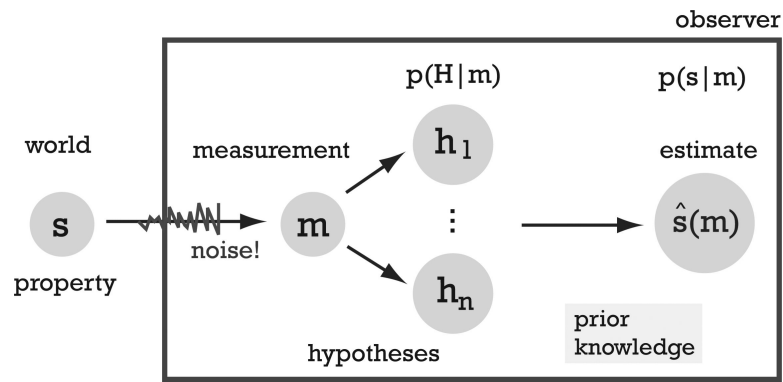 observer
p(H|m)
p(s|m)
world
measurement
h1
estimate
s
noise!
m
⋮
ŝ(m)
property
hn
hypotheses
prior
knowledge